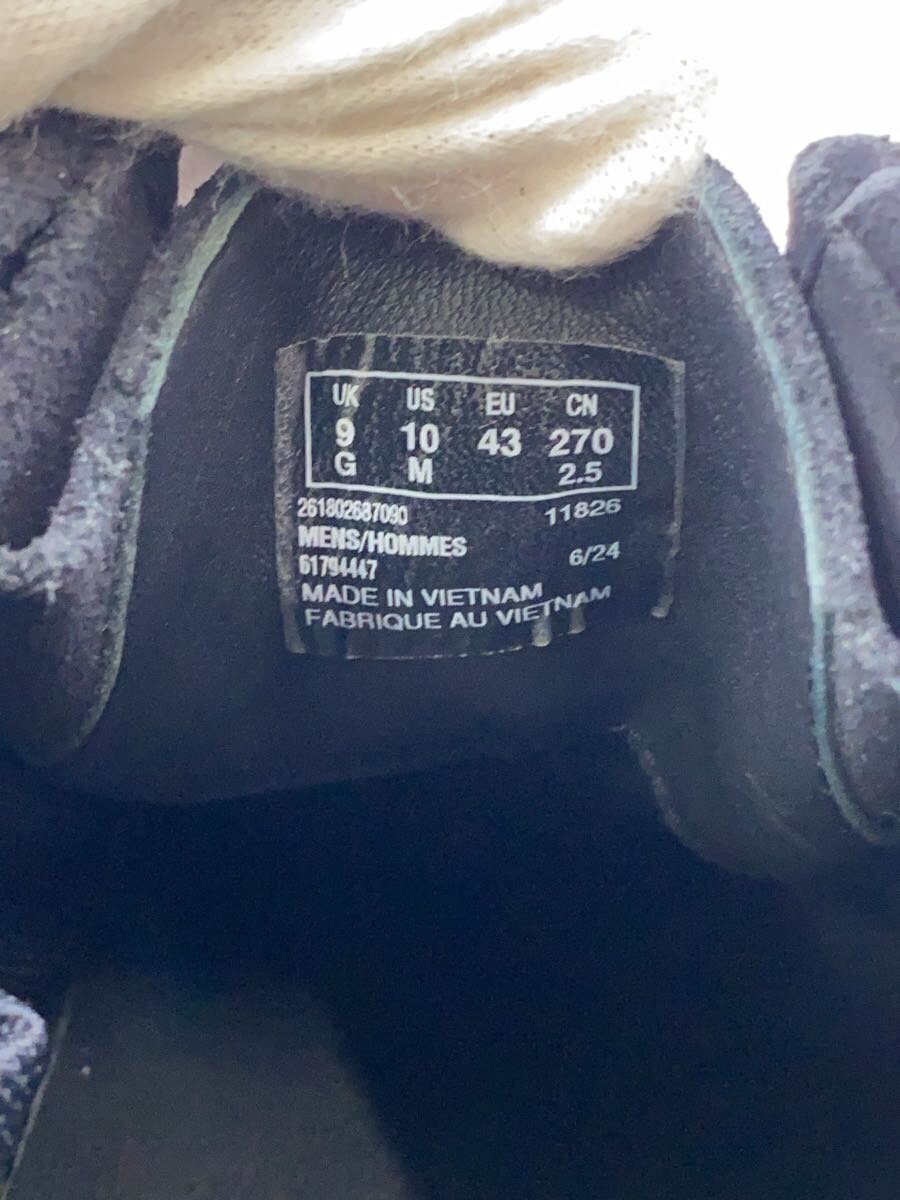 UK US EU CN
9 10 43 270
G M 2.5
261802687090 11826
MENS/HOMMES
61794447 6/24
MADE IN VIETNAM
FABRIQUE AU VIETNAM